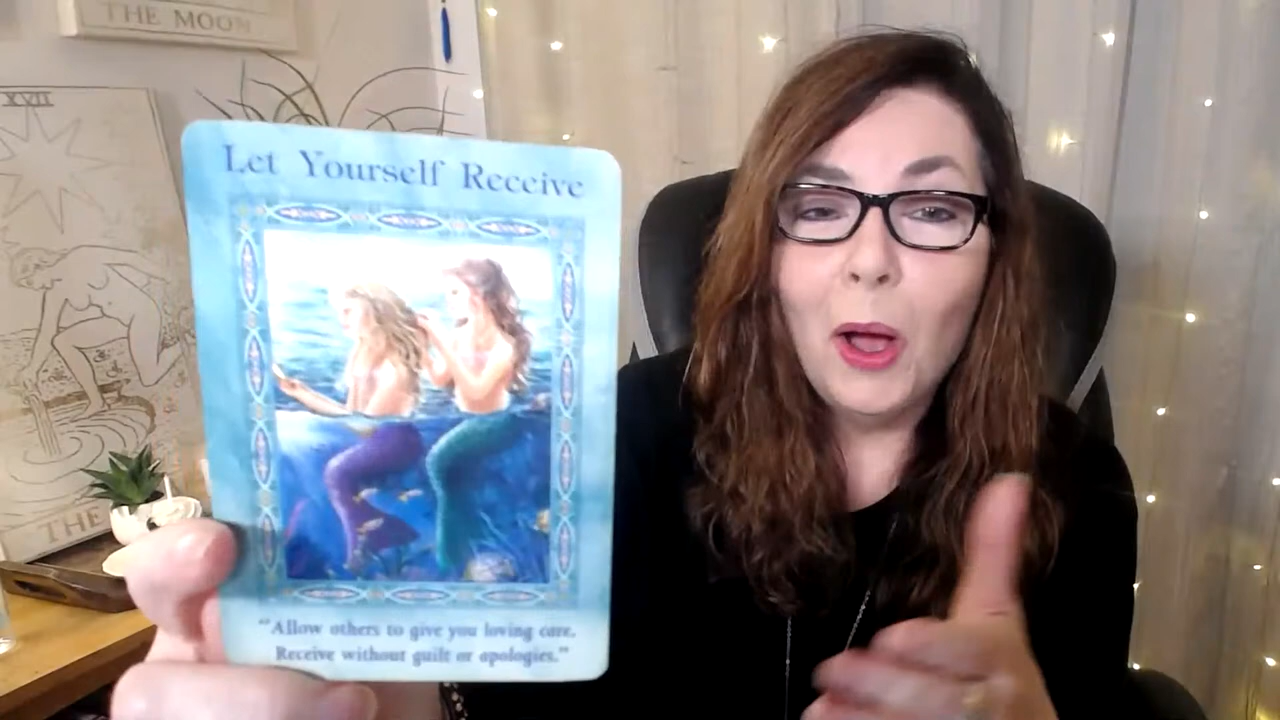 THE MOON
XVII
Let Yourself Receive
THE
"Allow others to give you loving care.
Receive without guilt or apologies."